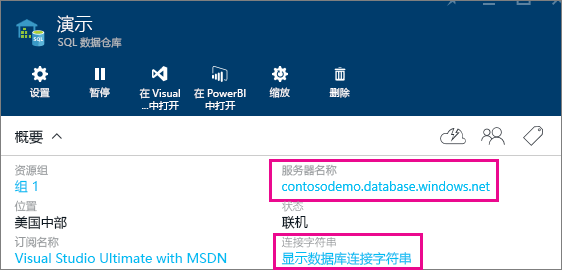 演示
SQL 数据仓库
SQL
设置
暂停
在 Visual
...中打开
在 PowerBI
中打开
缩放
删除
概要
资源组
组 1
服务器名称
contosodemo.database.windows.net
位置
美国中部
状态
联机
订阅名称
Visual Studio Ultimate with MSDN
连接字符串
显示数据库连接字符串